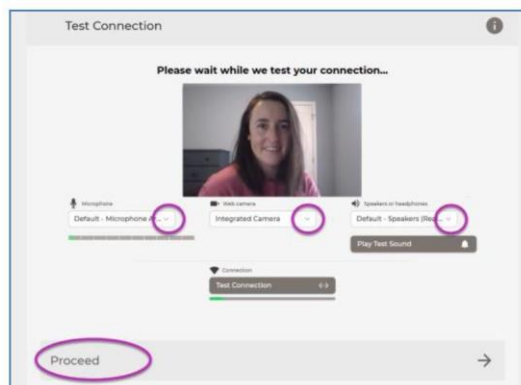 Test Connection
Please wait while we test your connection...
Microphone
Default - Microphone A
Web camera
Integrated Camera
Speakers or headphones
Default - Speakers (Rea
Play Test Sound
Connection
Test Connection
Proceed